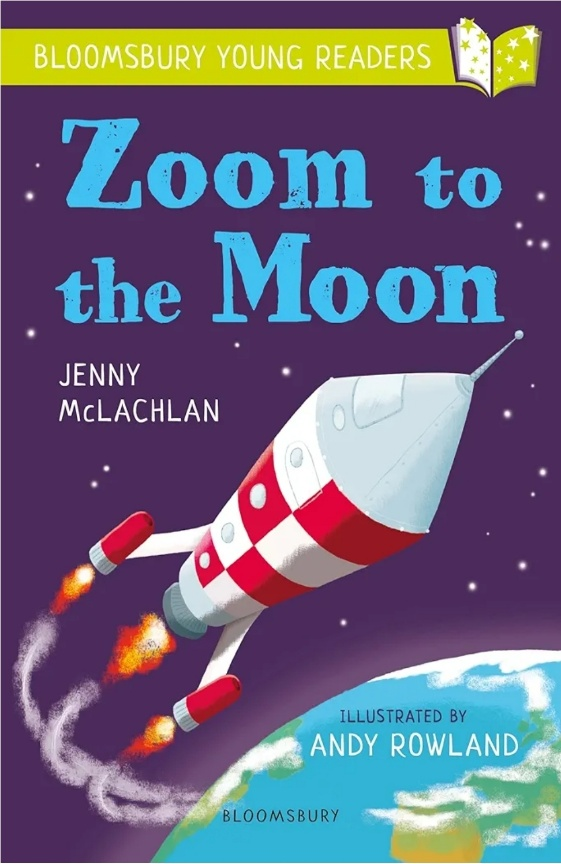 BLOOMSBURY YOUNG READERS
Zoom to
the Moon
JENNY
McLACHLAN
ILLUSTRATED BY
ANDY ROWLAND
BLOOMSBURY